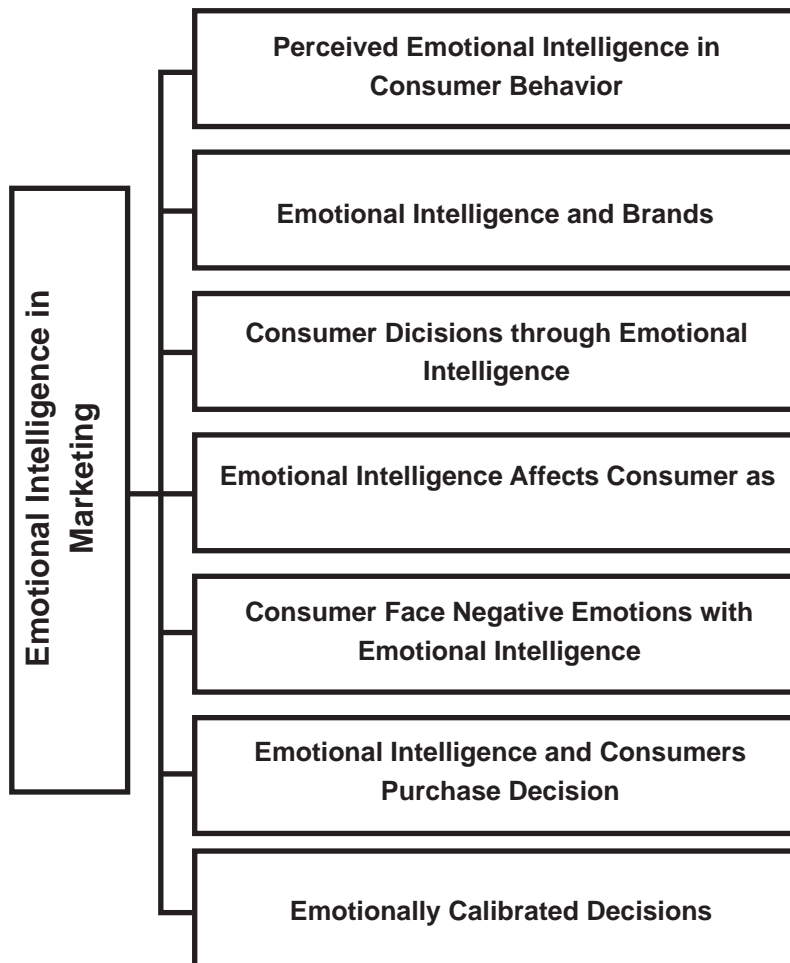 Emotional Intelligence in
Marketing
Perceived Emotional Intelligence in
Consumer Behavior
Emotional Intelligence and Brands
Consumer Dicisions through Emotional
Intelligence
Emotional Intelligence Affects Consumer as
Consumer Face Negative Emotions with
Emotional Intelligence
Emotional Intelligence and Consumers
Purchase Decision
Emotionally Calibrated Decisions